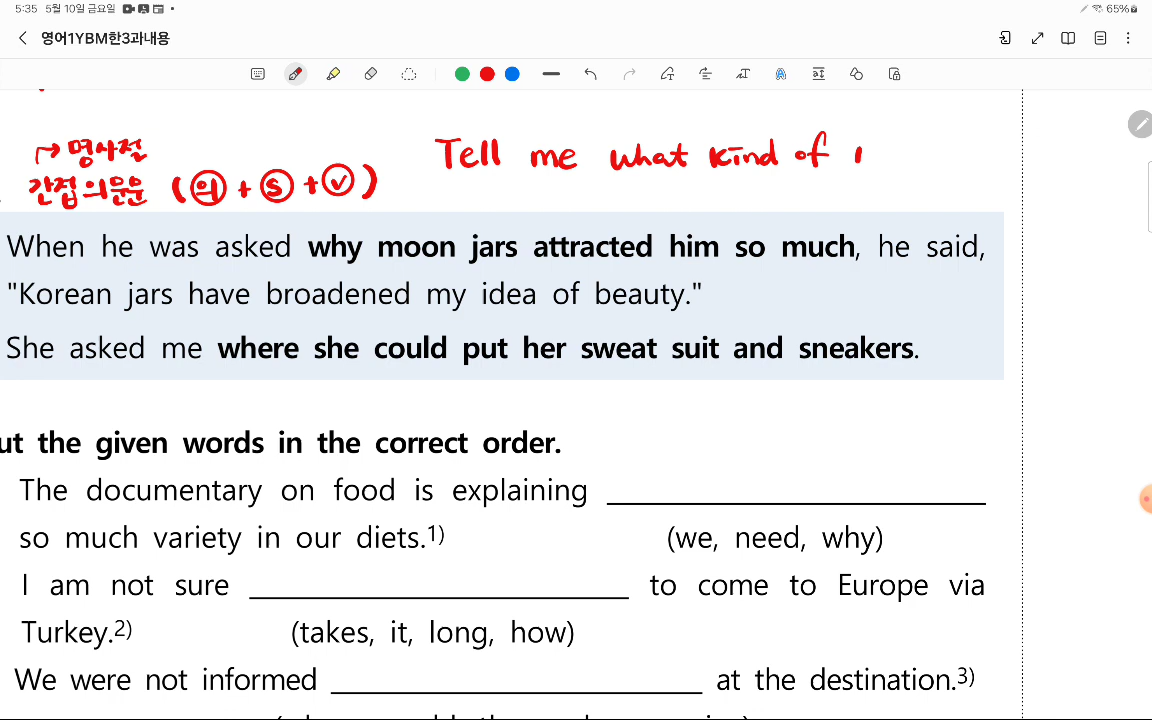 5:35 5월 10일 금요일
65%
영어1YBM한3과내용
→ 명사절
간접의문문 (의 + S + V)
Tell me what kind of
When he was asked why moon jars attracted him so much, he said,
"Korean jars have broadened my idea of beauty."
She asked me where she could put her sweat suit and sneakers.
ut the given words in the correct order.
The documentary on food is explaining ____________________
so much variety in our diets.1) (we, need, why)
I am not sure ____________________ to come to Europe via
Turkey.2) (takes, it, long, how)
We were not informed ____________________ at the destination.3)